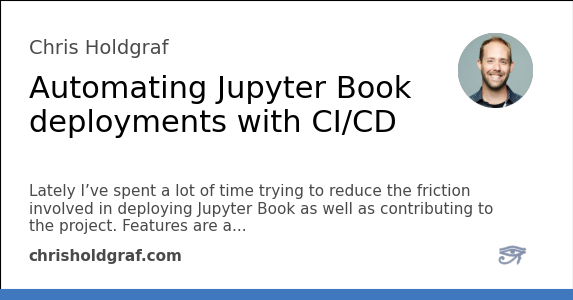 Chris Holdgraf
Automating Jupyter Book
deployments with CI/CD
Lately I’ve spent a lot of time trying to reduce the friction
involved in deploying Jupyter Book as well as contributing to
the project. Features are a...
chrisholdgraf.com